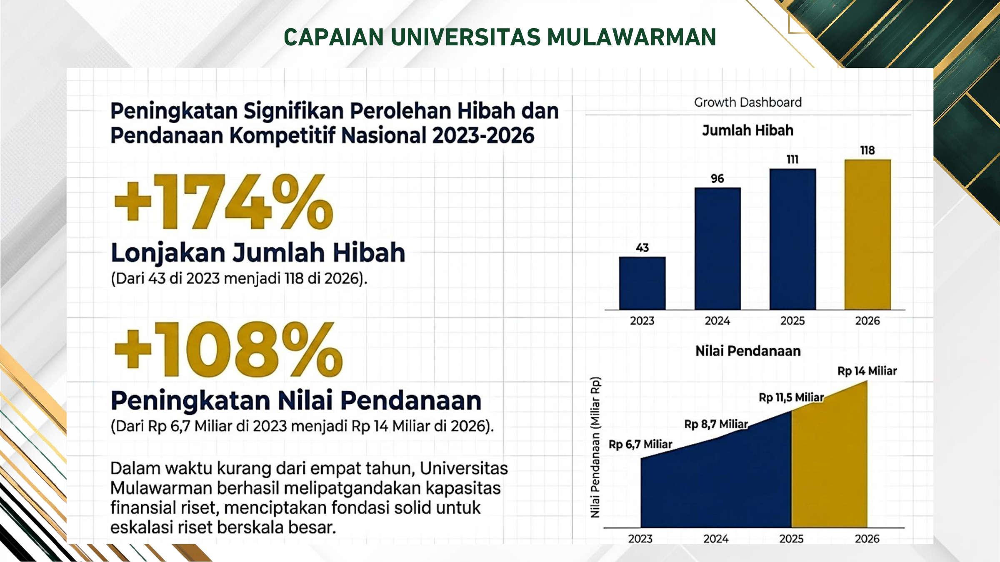 CAPAIAN UNIVERSITAS MULAWARMAN
Peningkatan Signifikan Perolehan Hibah dan
Pendanaan Kompetitif Nasional 2023-2026
+174%
Lonjakan Jumlah Hibah
(Dari 43 di 2023 menjadi 118 di 2026).
+108%
Peningkatan Nilai Pendanaan
(Dari Rp 6,7 Miliar di 2023 menjadi Rp 14 Miliar di 2026).
Dalam waktu kurang dari empat tahun, Universitas
Mulawarman berhasil melipatgandakan kapasitas
finansial riset, menciptakan fondasi solid untuk
eskalasi riset berskala besar.
Growth Dashboard
Jumlah Hibah
43
96
111
118
2023
2024
2025
2026
Nilai Pendanaan
Nilai Pendanaan (Miliar Rp)
Rp 6,7 Miliar
Rp 8,7 Miliar
Rp 11,5 Miliar
Rp 14 Miliar
2023
2024
2025
2026